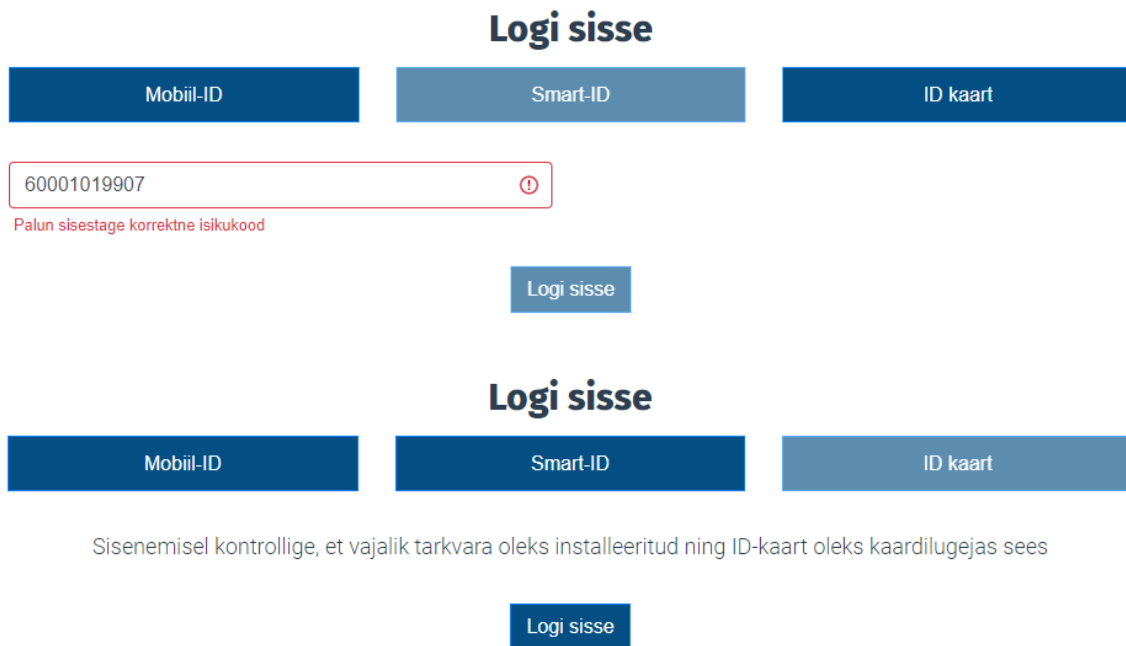 Logi sisse
Mobiil-ID Smart-ID ID kaart
60001019907
Palun sisestage korrektne isikukood
Logi sisse
Logi sisse
Mobiil-ID Smart-ID ID kaart
Sisenemisel kontrollige, et vajalik tarkvara oleks installeeritud ning ID-kaart oleks kaardilugejas sees
Logi sisse